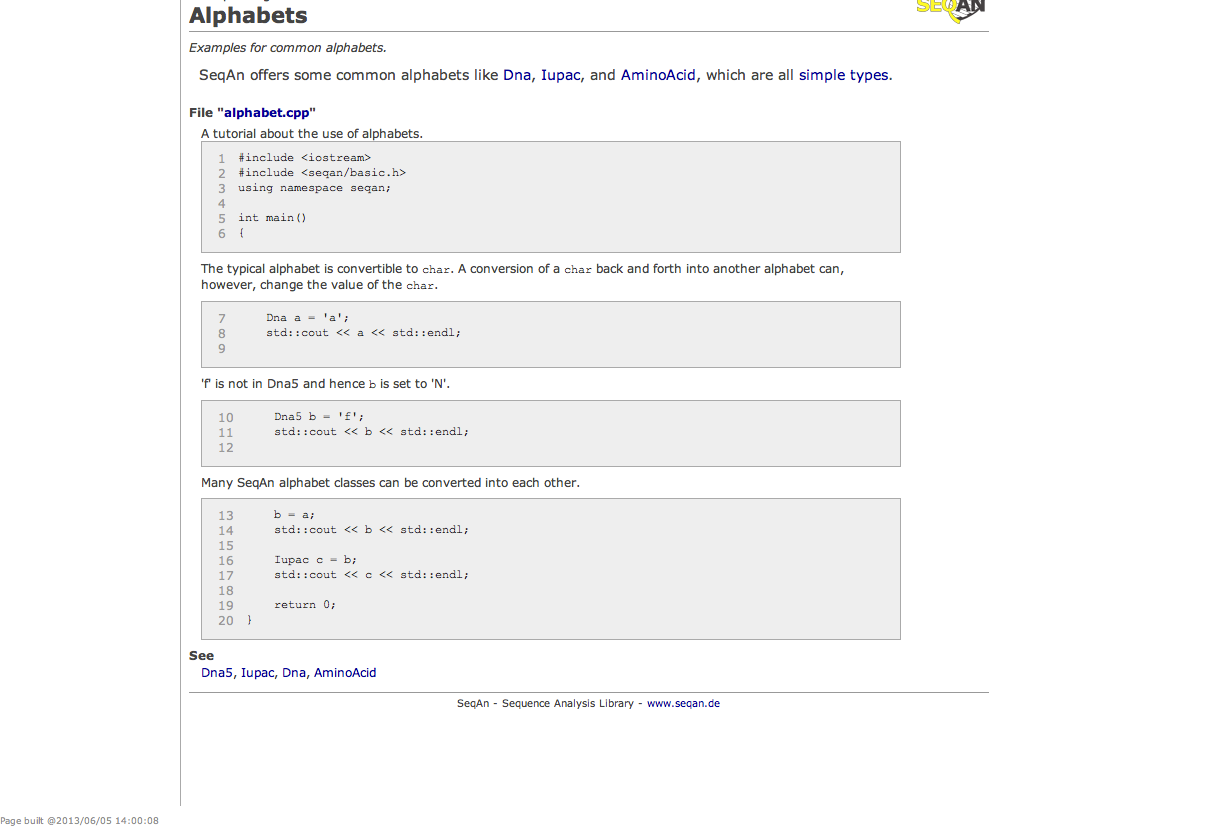 SEQAN
Alphabets
Examples for common alphabets.
SeqAn offers some common alphabets like Dna, Iupac, and AminoAcid, which are all simple types.
File "alphabet.cpp"
A tutorial about the use of alphabets.
1 #include <iostream>
2 #include <seqan/basic.h>
3 using namespace seqan;
4
5 int main()
6 {
The typical alphabet is convertible to char. A conversion of a char back and forth into another alphabet can,
however, change the value of the char.
7 Dna a = 'a';
8 std::cout << a << std::endl;
9
'f' is not in Dna5 and hence b is set to 'N'.
10 Dna5 b = 'f';
11 std::cout << b << std::endl;
12
Many SeqAn alphabet classes can be converted into each other.
13 b = a;
14 std::cout << b << std::endl;
15
16 Iupac c = b;
17 std::cout << c << std::endl;
18
19 return 0;
20 }
See
Dna5, Iupac, Dna, AminoAcid
SeqAn - Sequence Analysis Library - www.seqan.de
Page built @2013/06/05 14:00:08